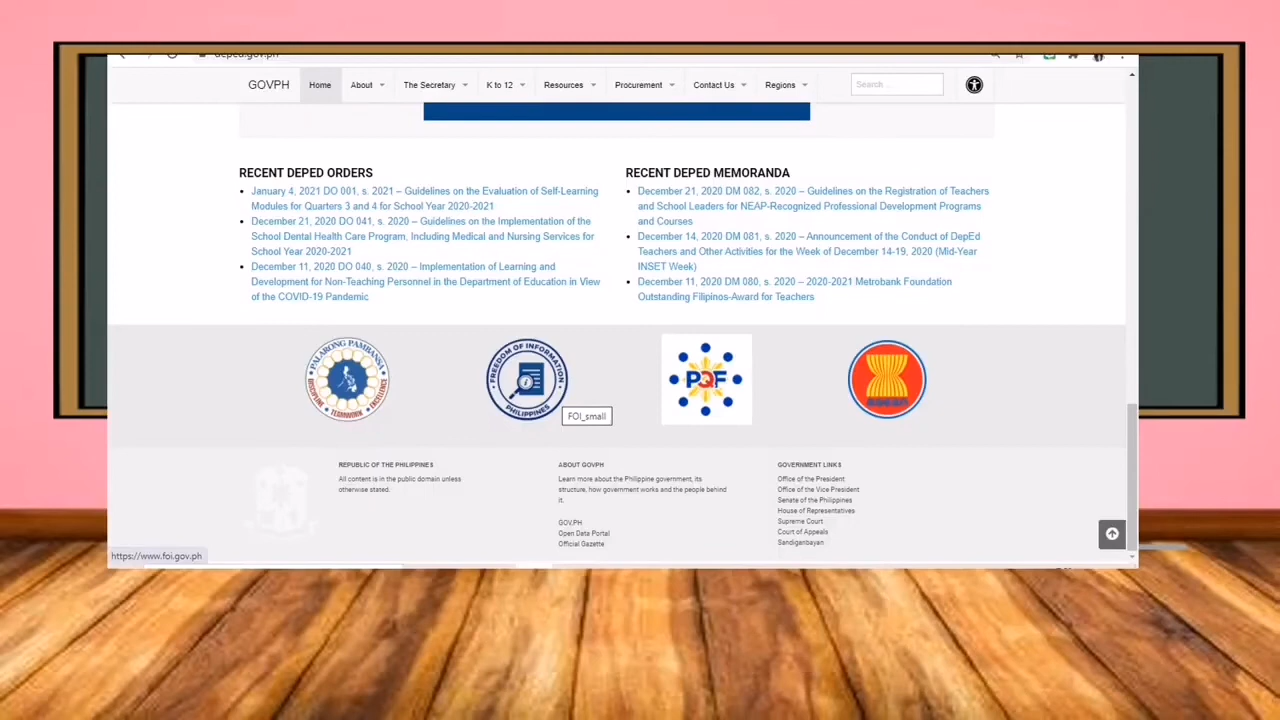 deped.gov.ph
GOVPH Home About The Secretary K to 12 Resources Procurement Contact Us Regions Search ...
RECENT DEPED ORDERS
January 4, 2021 DO 001, s. 2021 – Guidelines on the Evaluation of Self-Learning
Modules for Quarters 3 and 4 for School Year 2020-2021
December 21, 2020 DO 041, s. 2020 – Guidelines on the Implementation of the
School Dental Health Care Program, Including Medical and Nursing Services for
School Year 2020-2021
December 11, 2020 DO 040, s. 2020 – Implementation of Learning and
Development for Non-Teaching Personnel in the Department of Education in View
of the COVID-19 Pandemic
RECENT DEPED MEMORANDA
December 21, 2020 DM 082, s. 2020 – Guidelines on the Registration of Teachers
and School Leaders for NEAP-Recognized Professional Development Programs
and Courses
December 14, 2020 DM 081, s. 2020 – Announcement of the Conduct of DepEd
Teachers and Other Activities for the Week of December 14-19, 2020 (Mid-Year
INSET Week)
December 11, 2020 DM 080, s. 2020 – 2020-2021 Metrobank Foundation
Outstanding Filipinos-Award for Teachers
PALARONG PAMBANSA
DISCIPLINE TEAMWORK EXCELLENCE
FREEDOM OF INFORMATION
PHILIPPINES
FOI_small
PQF
REPUBLIC OF THE PHILIPPINES
All content is in the public domain unless
otherwise stated.
ABOUT GOVPH
Learn more about the Philippine government, its
structure, how government works and the people behind
it.
GOV.PH
Open Data Portal
Official Gazette
GOVERNMENT LINKS
Office of the President
Office of the Vice President
Senate of the Philippines
House of Representatives
Supreme Court
Court of Appeals
Sandiganbayan
https://www.foi.gov.ph